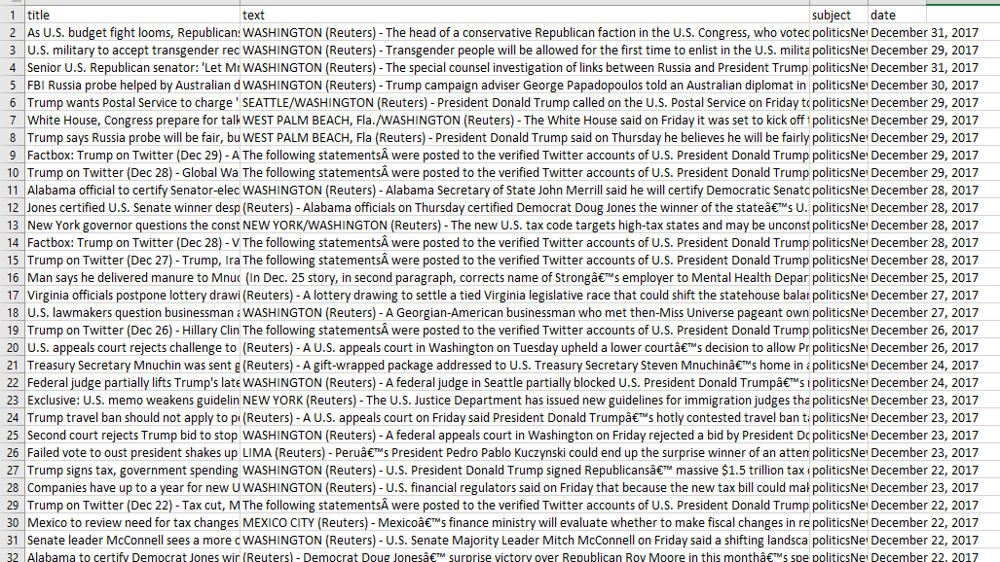 1 title text subject date
2 As U.S. budget fight looms, Republicans WASHINGTON (Reuters) - The head of a conservative Republican faction in the U.S. Congress, who voted politicsNe December 31, 2017
3 U.S. military to accept transgender rec WASHINGTON (Reuters) - Transgender people will be allowed for the first time to enlist in the U.S. milita politicsNe December 29, 2017
4 Senior U.S. Republican senator: 'Let Mr WASHINGTON (Reuters) - The special counsel investigation of links between Russia and President Trump politicsNe December 31, 2017
5 FBI Russia probe helped by Australian d WASHINGTON (Reuters) - Trump campaign adviser George Papadopoulos told an Australian diplomat in politicsNe December 30, 2017
6 Trump wants Postal Service to charge ' SEATTLE/WASHINGTON (Reuters) - President Donald Trump called on the U.S. Postal Service on Friday to politicsNe December 29, 2017
7 White House, Congress prepare for talk WEST PALM BEACH, Fla./WASHINGTON (Reuters) - The White House said on Friday it was set to kick off politicsNe December 29, 2017
8 Trump says Russia probe will be fair, bu WEST PALM BEACH, Fla (Reuters) - President Donald Trump said on Thursday he believes he will be fairly politicsNe December 29, 2017
9 Factbox: Trump on Twitter (Dec 29) - A The following statementsÂ were posted to the verified Twitter accounts of U.S. President Donald Trump politicsNe December 29, 2017
10 Trump on Twitter (Dec 28) - Global Wa The following statementsÂ were posted to the verified Twitter accounts of U.S. President Donald Trump politicsNe December 29, 2017
11 Alabama official to certify Senator-elec WASHINGTON (Reuters) - Alabama Secretary of State John Merrill said he will certify Democratic Senato politicsNe December 28, 2017
12 Jones certified U.S. Senate winner desp (Reuters) - Alabama officials on Thursday certified Democrat Doug Jones the winner of the stateâ€™s U. politicsNe December 28, 2017
13 New York governor questions the const NEW YORK/WASHINGTON (Reuters) - The new U.S. tax code targets high-tax states and may be unconst politicsNe December 28, 2017
14 Factbox: Trump on Twitter (Dec 28) - V The following statementsÂ were posted to the verified Twitter accounts of U.S. President Donald Trump politicsNe December 28, 2017
15 Trump on Twitter (Dec 27) - Trump, Ira The following statementsÂ were posted to the verified Twitter accounts of U.S. President Donald Trump politicsNe December 28, 2017
16 Man says he delivered manure to Mnuc (In Dec. 25 story, in second paragraph, corrects name of Strongâ€™s employer to Mental Health Depar politicsNe December 25, 2017
17 Virginia officials postpone lottery drawi (Reuters) - A lottery drawing to settle a tied Virginia legislative race that could shift the statehouse balan politicsNe December 27, 2017
18 U.S. lawmakers question businessman a WASHINGTON (Reuters) - A Georgian-American businessman who met then-Miss Universe pageant own politicsNe December 27, 2017
19 Trump on Twitter (Dec 26) - Hillary Clin The following statementsÂ were posted to the verified Twitter accounts of U.S. President Donald Trump politicsNe December 26, 2017
20 U.S. appeals court rejects challenge to (Reuters) - A U.S. appeals court in Washington on Tuesday upheld a lower courtâ€™s decision to allow Pr politicsNe December 26, 2017
21 Treasury Secretary Mnuchin was sent g (Reuters) - A gift-wrapped package addressed to U.S. Treasury Secretary Steven Mnuchinâ€™s home in a politicsNe December 24, 2017
22 Federal judge partially lifts Trump's late WASHINGTON (Reuters) - A federal judge in Seattle partially blocked U.S. President Donald Trumpâ€™s politicsNe December 24, 2017
23 Exclusive: U.S. memo weakens guidelin NEW YORK (Reuters) - The U.S. Justice Department has issued new guidelines for immigration judges tha politicsNe December 23, 2017
24 Trump travel ban should not apply to pe (Reuters) - A U.S. appeals court on Friday said President Donald Trumpâ€™s hotly contested travel ban ta politicsNe December 23, 2017
25 Second court rejects Trump bid to stop WASHINGTON (Reuters) - A federal appeals court in Washington on Friday rejected a bid by President Do politicsNe December 23, 2017
26 Failed vote to oust president shakes up LIMA (Reuters) - Peruâ€™s President Pedro Pablo Kuczynski could end up the surprise winner of an atten politicsNe December 23, 2017
27 Trump signs tax, government spending WASHINGTON (Reuters) - U.S. President Donald Trump signed Republicansâ€™ massive $1.5 trillion tax politicsNe December 22, 2017
28 Companies have up to a year for new U WASHINGTON (Reuters) - U.S. financial regulators said on Friday that because the new tax bill could mak politicsNe December 23, 2017
29 Trump on Twitter (Dec 22) - Tax cut, M The following statementsÂ were posted to the verified Twitter accounts of U.S. President Donald Trump politicsNe December 22, 2017
30 Mexico to review need for tax changes MEXICO CITY (Reuters) - Mexicoâ€™s finance ministry will evaluate whether to make fiscal changes in re politicsNe December 22, 2017
31 Senate leader McConnell sees a more c WASHINGTON (Reuters) - U.S. Senate Majority Leader Mitch McConnell on Friday said a shifting landsca politicsNe December 22, 2017
32 Alabama to certify Democrat Jones win (Reuters) - Democrat Doug Jonesâ€™ surprise victory over Republican Roy Moore in this monthâ€™s spe politicsNe December 22, 2017